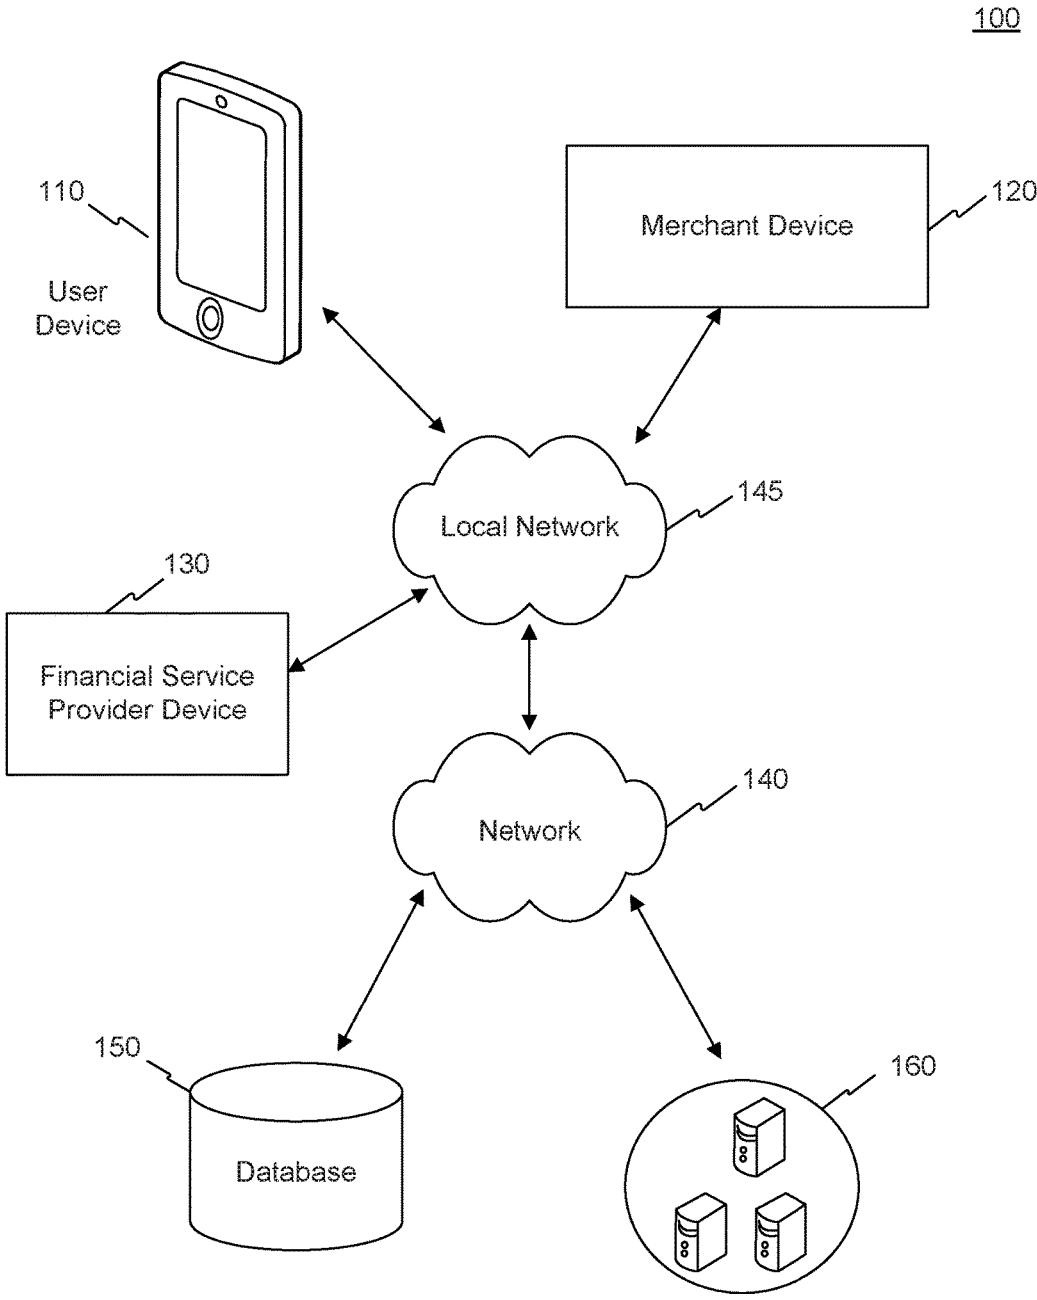 100
110
User
Device
Merchant Device
120
Local Network
145
130
Financial Service
Provider Device
Network
140
150
Database
160